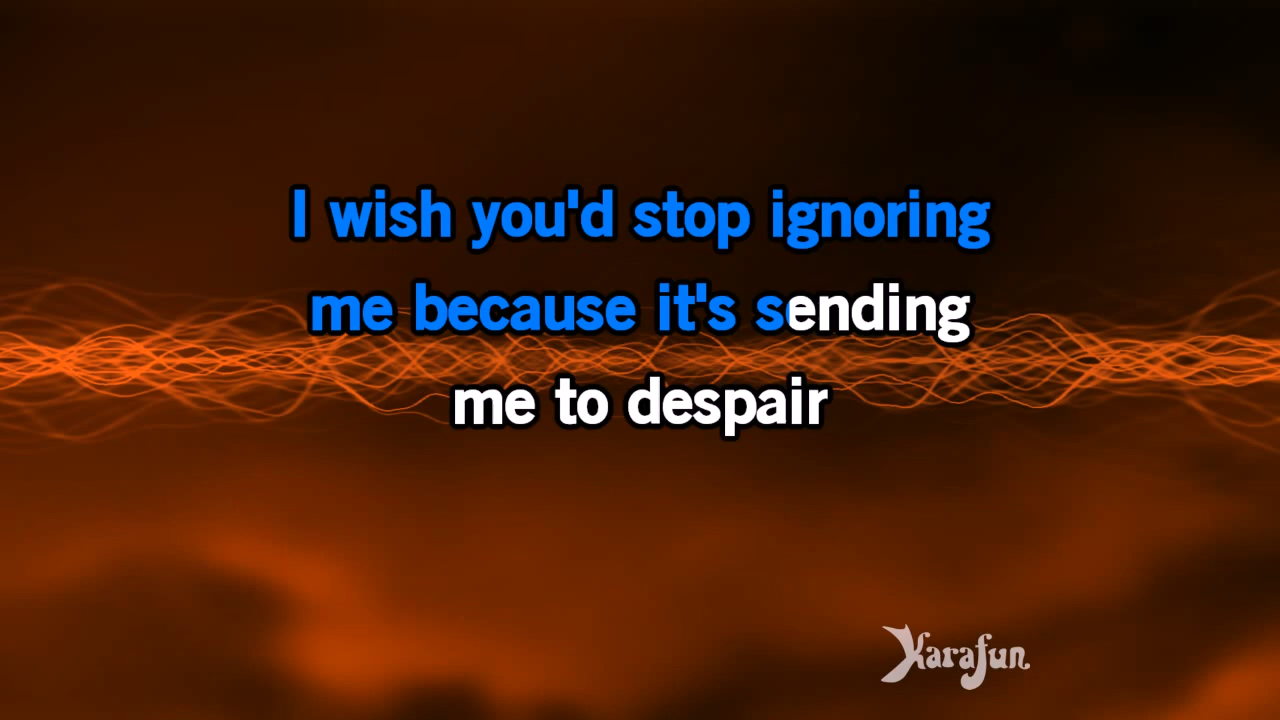 I wish you'd stop ignoring
me because it's sending
me to despair
Karafun